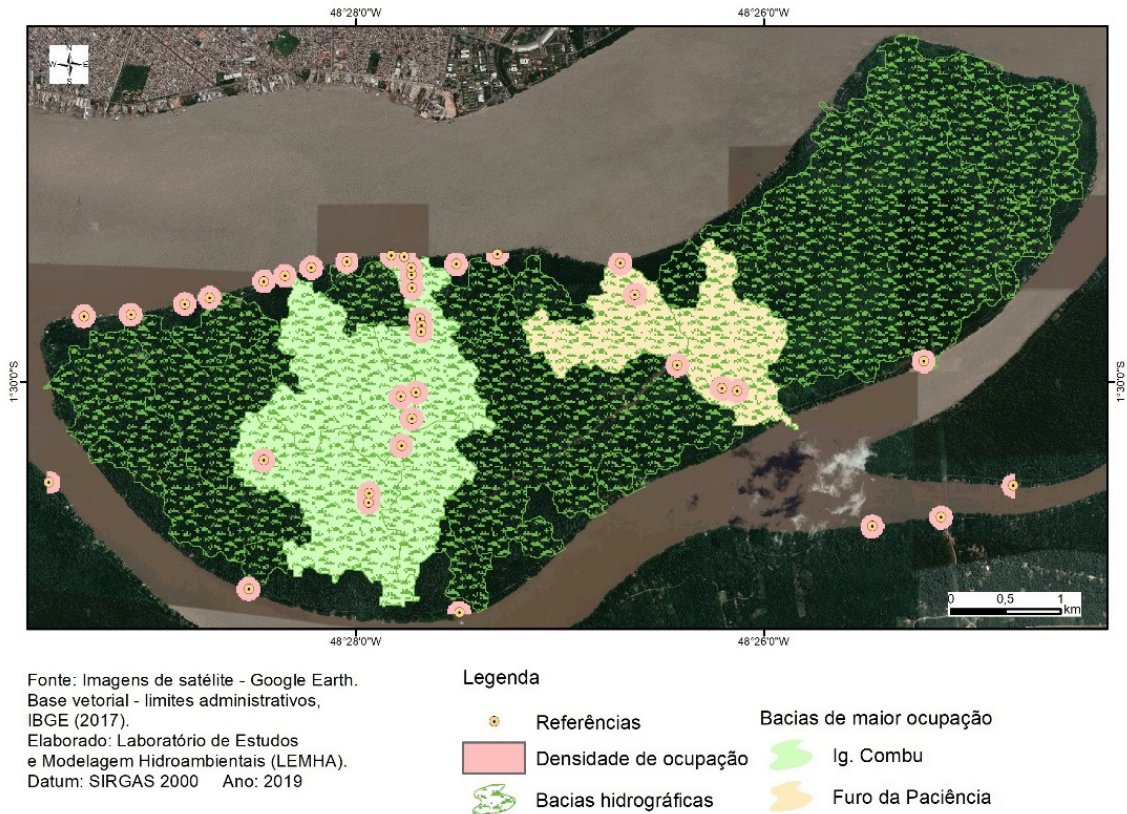 48°28'0"W
48°26'0"W
N
W E
S
1°30'0"S
1°30'0"S
0 0,5 1
km
48°28'0"W
48°26'0"W
Fonte: Imagens de satélite - Google Earth.
Base vetorial - limites administrativos,
IBGE (2017).
Elaborado: Laboratório de Estudos
e Modelagem Hidroambientais (LEMHA).
Datum: SIRGAS 2000 Ano: 2019
Legenda
Referências
Densidade de ocupação
Bacias hidrográficas
Bacias de maior ocupação
Ig. Combu
Furo da Paciência